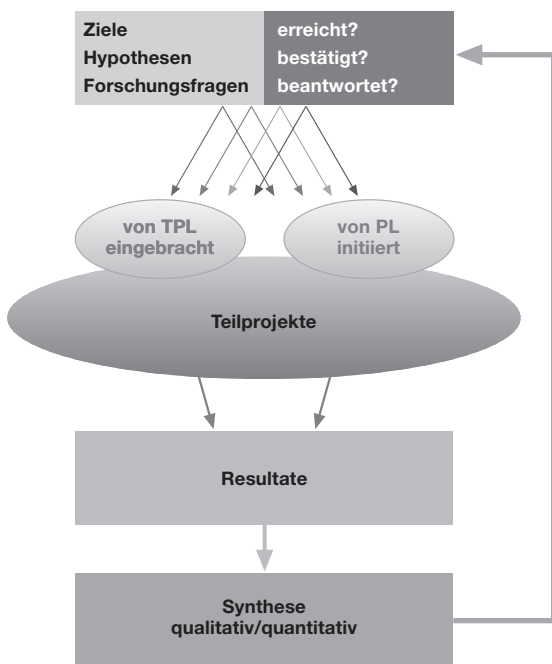 Ziele erreicht?
Hypothesen bestätigt?
Forschungsfragen beantwortet?
von TPL
eingebracht
von PL
initiiert
Teilprojekte
Resultate
Synthese
qualitativ/quantitativ